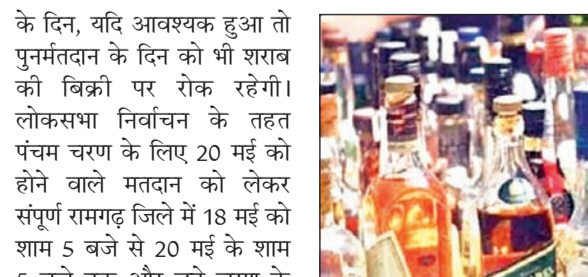 के दिन, यदि आवश्यक हुआ तो
पुनर्मतदान के दिन को भी शराब
की बिक्री पर रोक रहेगी।
लोकसभा निर्वाचन के तहत
पंचम चरण के लिए 20 मई को
होने वाले मतदान को लेकर
संपूर्ण रामगढ़ जिले में 18 मई को
शाम 5 बजे से 20 मई के शाम